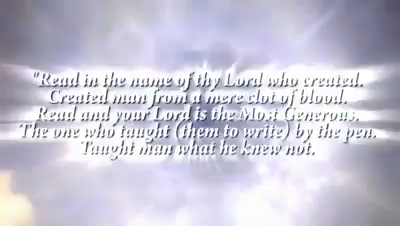 "Read in the name of thy Lord who created.
Created man from a mere clot of blood.
Read and your Lord is the Most Generous.
The one who taught (them to write) by the pen.
Taught man what he knew not.